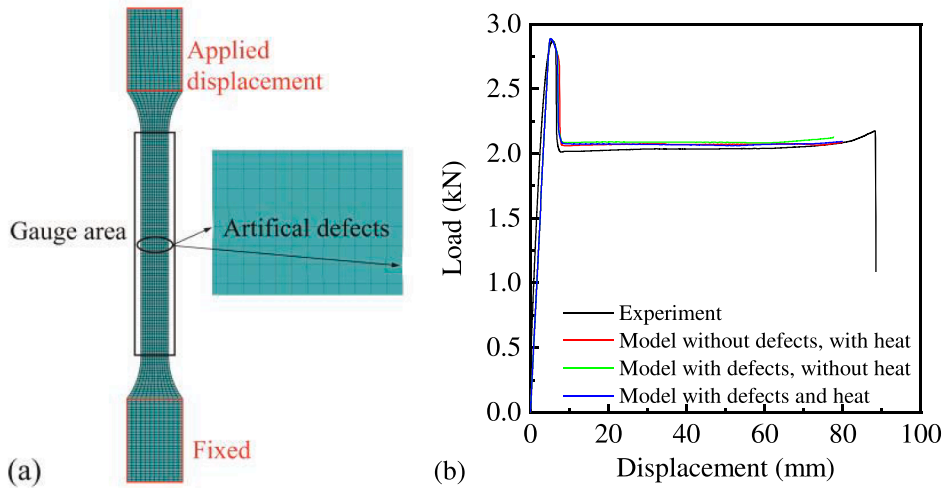 Applied
displacement
Gauge area
Artifical defects
Fixed
(a)
3.0
2.5
2.0
1.5
1.0
0.5
0.0
Load (kN)
Experiment
Model without defects, with heat
Model with defects, without heat
Model with defects and heat
0 20 40 60 80 100
Displacement (mm)
(b)